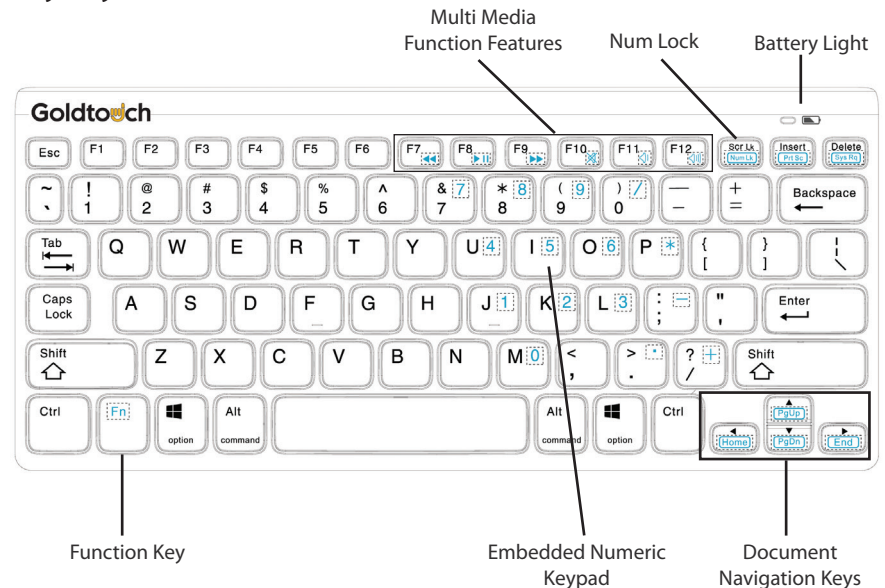 Multi Media
Function Features
Num Lock
Battery Light
Goldtouch
Esc F1 F2 F3 F4 F5 F6 F7 F8 F9 F10 F11 F12 Scr Lk Num Lk Insert Prt Sc Delete Sys Rq
~ ` ! 1 @ 2 # 3 $ 4 % 5 ^ 6 & 7 7 * 8 8 ( 9 9 ) 0 / — – + = Backspace
Tab Q W E R T Y U 4 I 5 O 6 P * { [ } ] ¦ \
Caps Lock A S D F G H J 1 K 2 L 3 : ; – " ' Enter
Shift Z X C V B N M 0 < , > . . ? / + Shift
Ctrl Fn option Alt command Alt command option Ctrl Home PgUp PgDn End
Function Key
Embedded Numeric
Keypad
Document
Navigation Keys